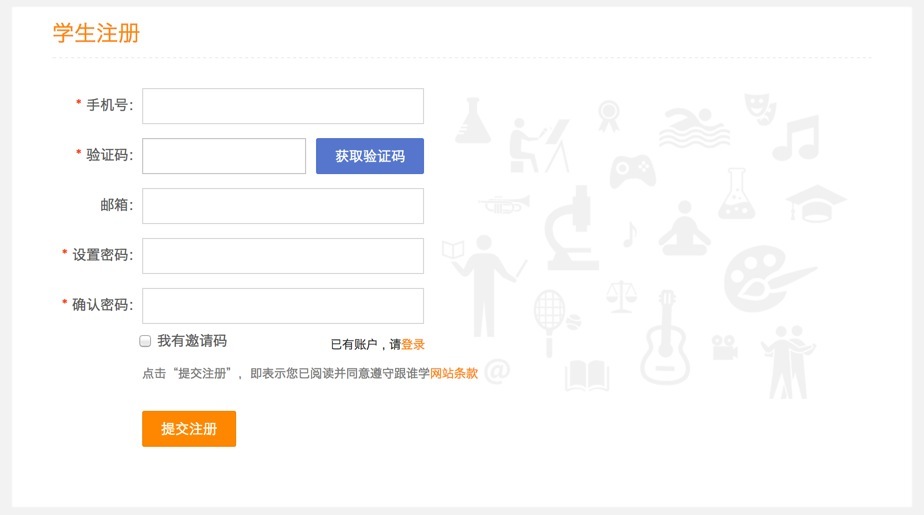 学生注册
* 手机号:
* 验证码: 获取验证码
邮箱:
* 设置密码:
* 确认密码:
我有邀请码 已有账户，请登录
点击“提交注册”，即表示您已阅读并同意遵守跟谁学网站条款
@
提交注册